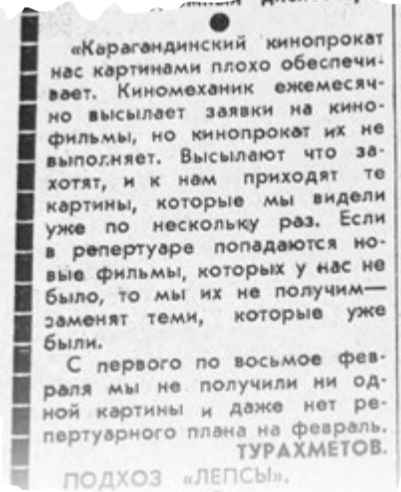 «Карагандинский кинопрокат
нас картинами плохо обеспечи-
вает. Киномеханик ежемесяч-
но высылает заявки на кино-
фильмы, но кинопрокат их не
выполняет. Высылают что за-
хотят, и к нам приходят те
картины, которые мы видели
уже по нескольку раз. Если
в репертуаре попадаются но-
вые фильмы, которых у нас не
было, то мы их не получим—
заменят теми, которые уже
были.
С первого по восьмое фев-
раля мы не получили ни од-
ной картины и даже нет ре-
пертуарного плана на февраль.
ТУРАХМЕТОВ.
ПОДХОЗ «ЛЕПСЫ».